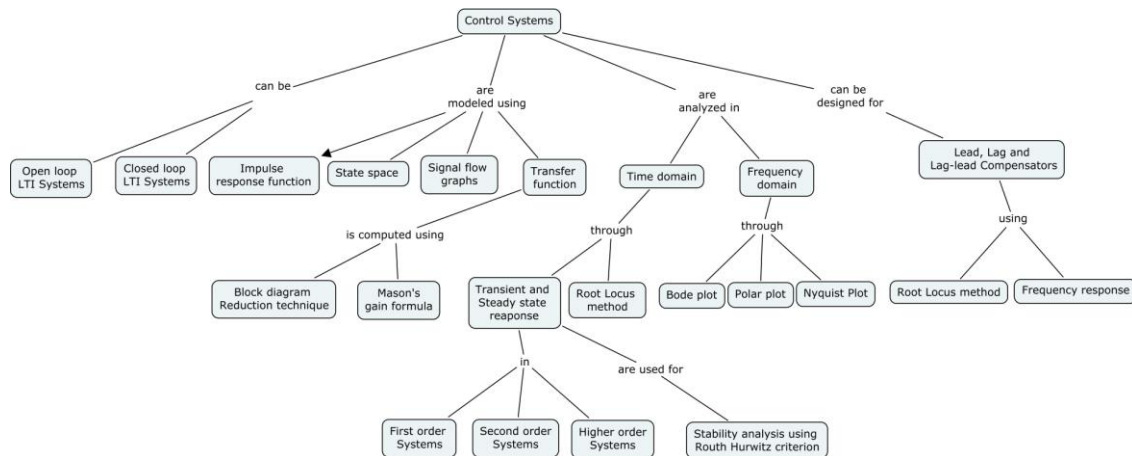 Control Systems
can be
are
modeled using
are
analyzed in
can be
designed for
Open loop
LTI Systems
Closed loop
LTI Systems
Impulse
response function
State space
Signal flow
graphs
Transfer
function
Time domain
Frequency
domain
Lead, Lag and
Lag-lead Compensators
is computed using
through
through
using
Block diagram
Reduction technique
Mason's
gain formula
Transient and
Steady state
reaponse
Root Locus
method
Bode plot
Polar plot
Nyquist Plot
Root Locus method
Frequency response
in
are used for
First order
Systems
Second order
Systems
Higher order
Systems
Stability analysis using
Routh Hurwitz criterion